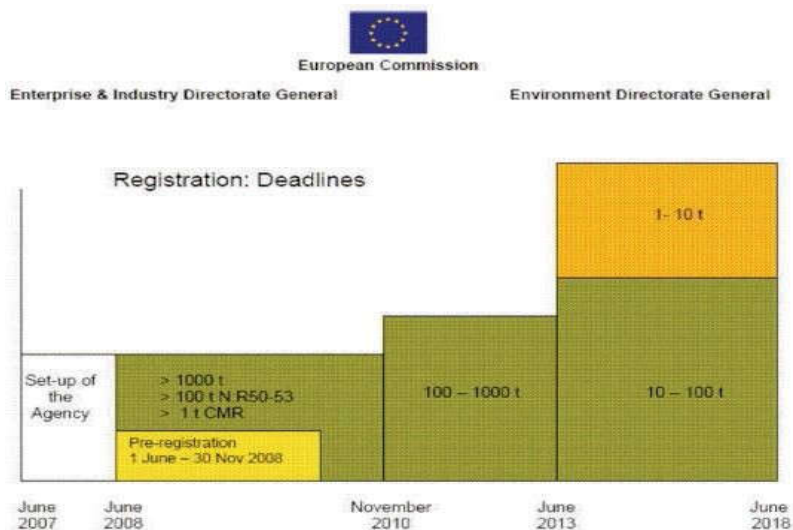 European Commission
Enterprise & Industry Directorate General
Environment Directorate General
Registration: Deadlines
1- 10 t
Set-up of
the
Agency
> 1000 t
> 100 t N R50-53
> 1 t CMR
100 – 1000 t
10 – 100 t
Pre-registration
1 June – 30 Nov 2008
June
2007
June
2008
November
2010
June
2013
June
2018